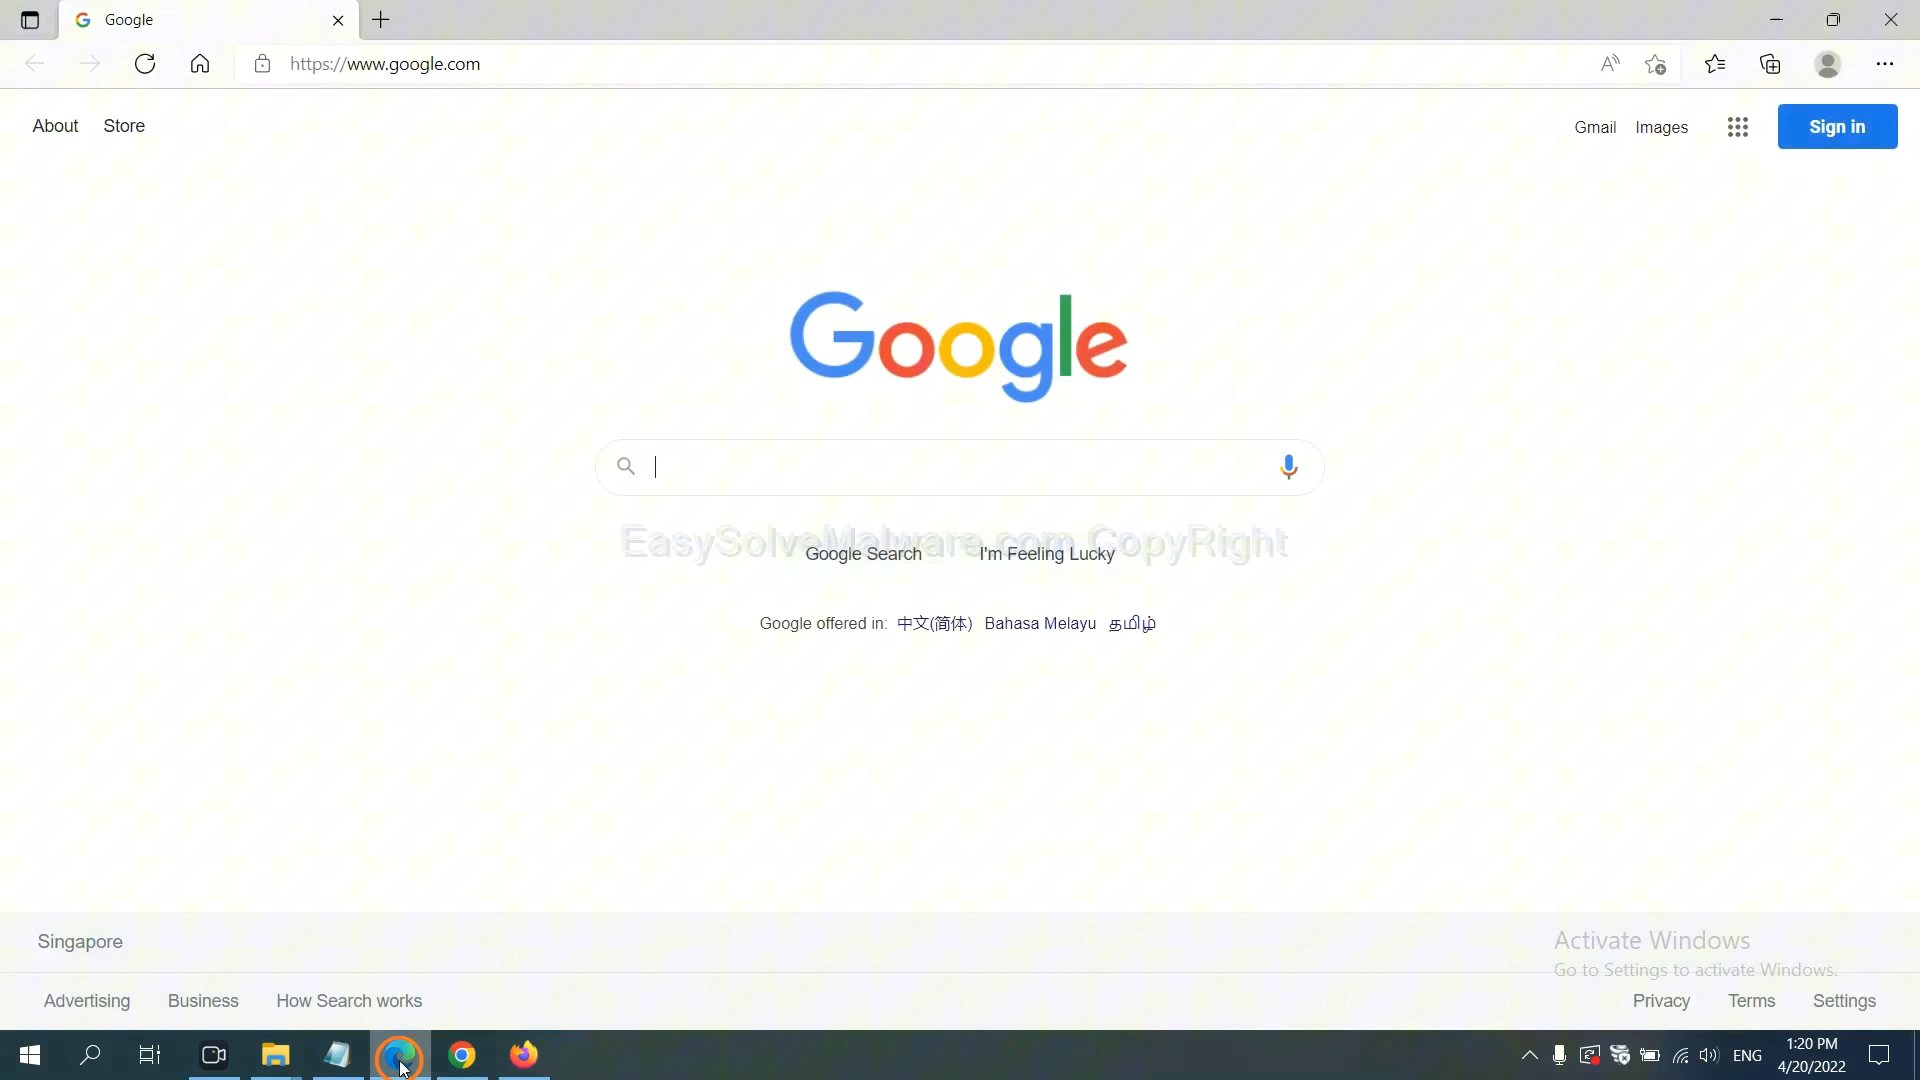 Google
https://www.google.com
About Store
Gmail Images Sign in
Google
EasySolveMalware.com CopyRight
Google Search I'm Feeling Lucky
Google offered in: 中文(简体) Bahasa Melayu தமிழ்
Singapore
Activate Windows
Go to Settings to activate Windows.
Advertising Business How Search works
Privacy Terms Settings
ENG
1:20 PM
4/20/2022